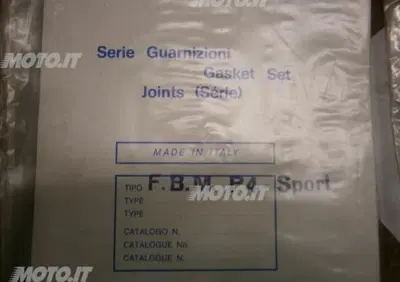 MOTO.IT
MOTO.IT
Serie Guarnizioni
Gasket Set
Joints (Série)
MADE IN ITALY
TIPO F.B.M. P4 Sport
TYPE
TYPE
CATALOGO N.
CATALOGUE No.
CATALOGUE N.
MOTO.IT
MOTO.IT